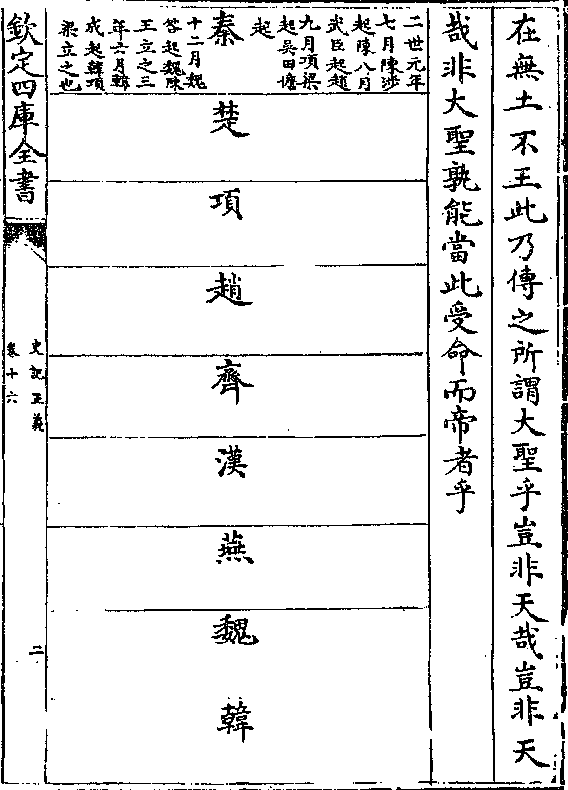 在無土不王此乃傳之所謂大聖乎豈非天哉豈非天
哉非大聖孰能當此受命而帝者乎
二世元年
七月陳涉
起陳八月
武臣起趙
九月項梁
起吳田儋
起
秦
十二月魏
咎起魏陳
王立之三
年六月韓
成起韓項
梁立之也
楚
項
趙
齊
漢
燕
魏
韓
欽定四庫全書
史記正義
卷十六
二